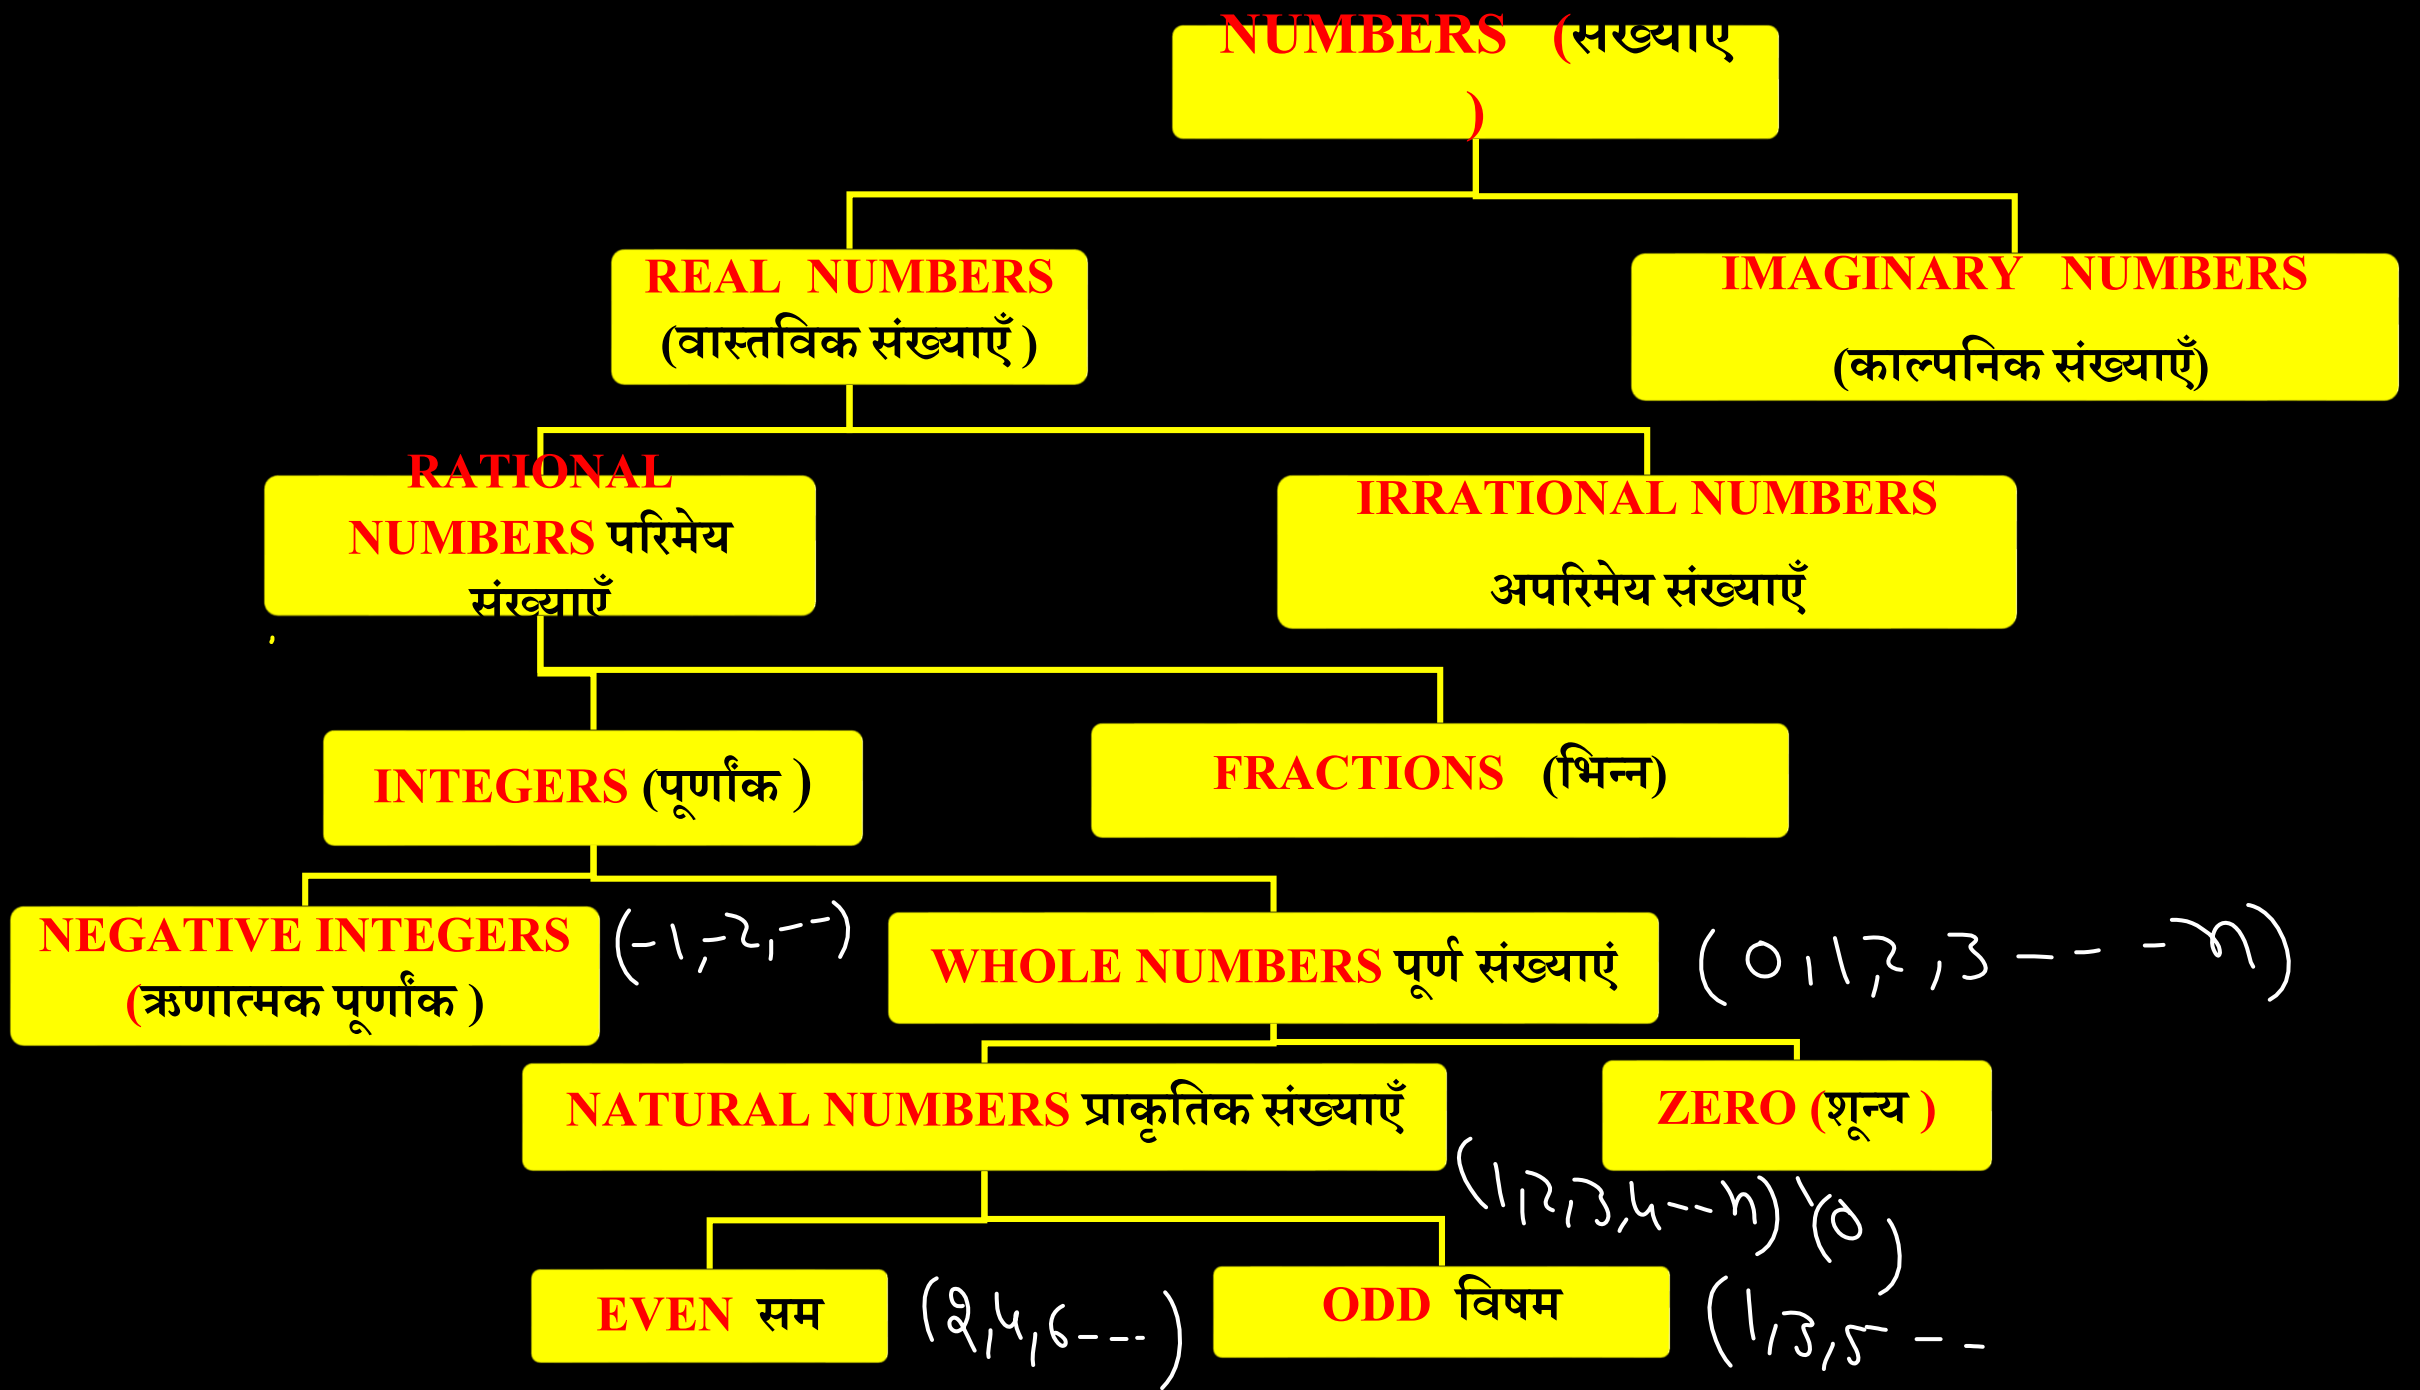 NUMBERS (संख्याएँ
)
REAL NUMBERS
(वास्तविक संख्याएँ )
IMAGINARY NUMBERS
(काल्पनिक संख्याएँ)
RATIONAL
NUMBERS परिमेय
संख्याएँ
IRRATIONAL NUMBERS
अपरिमेय संख्याएँ
INTEGERS (पूर्णांक )
FRACTIONS (भिन्न)
NEGATIVE INTEGERS
(ऋणात्मक पूर्णांक )
(-1,-2,--)
WHOLE NUMBERS पूर्ण संख्याएं
(0,1,2,3----n)
NATURAL NUMBERS प्राकृतिक संख्याएँ
ZERO (शून्य )
(1,2,3,4--n)
(0)
EVEN सम
(2,4,6---)
ODD विषम
(1,3,5--